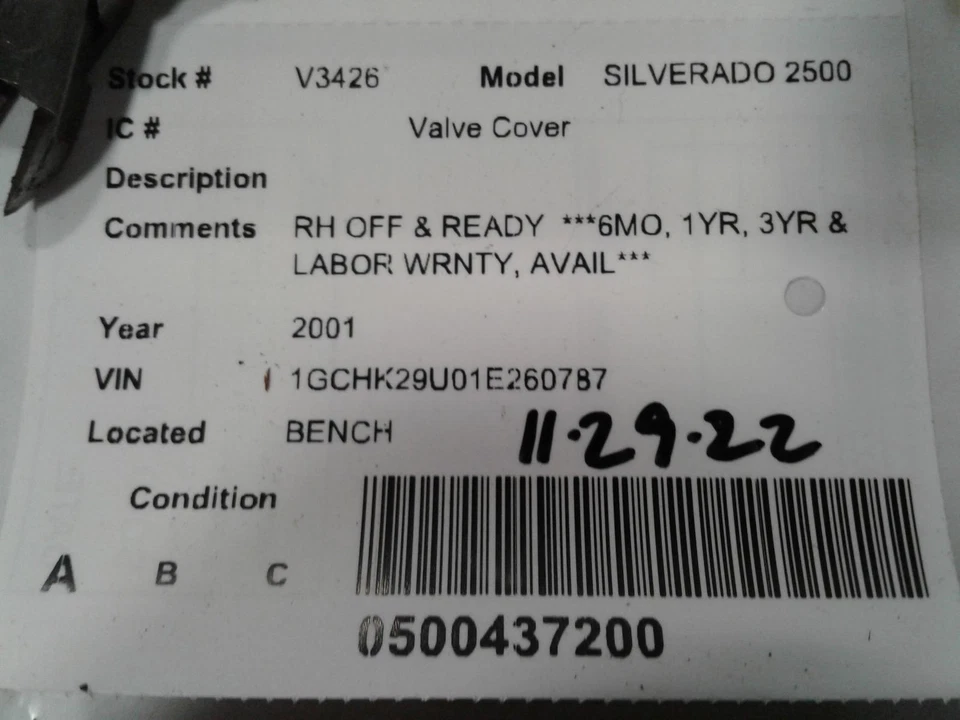 Stock # V3426 Model SILVERADO 2500
IC # Valve Cover
Description
Comments RH OFF & READY ***6MO, 1YR, 3YR &
LABOR WRNTY, AVAIL***
Year 2001
VIN 1GCHK29U01E260787
Located BENCH 11·29·22
Condition
A B C
0500437200